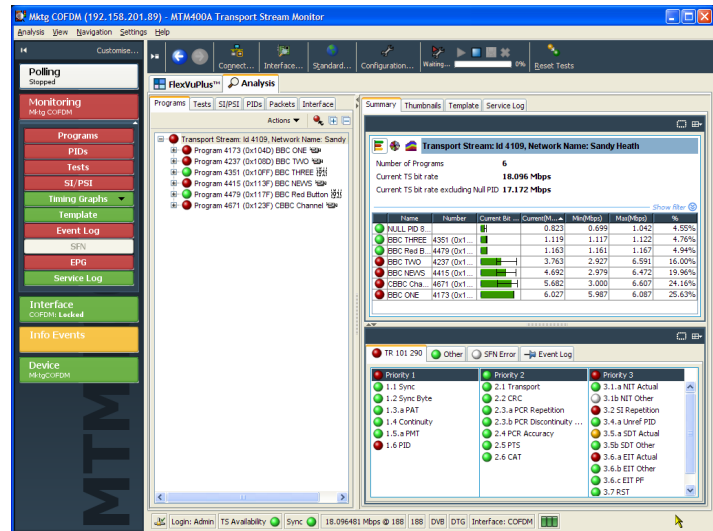 Mktg COFDM (192.158.201.89) - MTM400A Transport Stream Monitor
Analysis View Navigation Settings Help
Customise...
Connect... Interface... Standard... Configuration... Waiting... 0% Reset Tests
Polling
Stopped
Monitoring
Mktg COFDM
Programs
PIDs
Tests
SI/PSI
Timing Graphs
Template
Event Log
SFN
EPG
Service Log
Interface
COFDM: Locked
Info Events
Device
MktgCOFDM
MTM
FlexVuPlus™ Analysis
Programs Tests SI/PSI PIDs Packets Interface
Actions
Transport Stream: Id 4109, Network Name: Sandy
Program 4173 (0x104D) BBC ONE
Program 4237 (0x108D) BBC TWO
Program 4351 (0x10FF) BBC THREE
Program 4415 (0x113F) BBC NEWS
Program 4479 (0x117F) BBC Red Button
Program 4671 (0x123F) CBBC Channel
Summary Thumbnails Template Service Log
Transport Stream: Id 4109, Network Name: Sandy Heath
Number of Programs 6
Current TS bit rate 18.096 Mbps
Current TS bit rate excluding Null PID 17.172 Mbps
Show filter
Name Number Current Bit ... Current(M... Min(Mbps) Max(Mbps) %
NULL PID 8... 0.823 0.699 1.042 4.55%
BBC THREE 4351 (0x1... 1.119 1.117 1.122 4.76%
BBC Red B... 4479 (0x1... 1.163 1.161 1.167 4.94%
BBC TWO 4237 (0x1... 3.763 2.927 6.591 16.00%
BBC NEWS 4415 (0x1... 4.692 2.979 6.472 19.96%
CBBC Cha... 4671 (0x1... 5.682 3.000 6.607 24.16%
BBC ONE 4173 (0x1... 6.027 5.987 6.087 25.63%
TR 101 290 Other SFN Error Event Log
Priority 1
1.1 Sync
1.2 Sync Byte
1.3.a PAT
1.4 Continuity
1.5.a PMT
1.6 PID
Priority 2
2.1 Transport
2.2 CRC
2.3.a PCR Repetition
2.3.b PCR Discontinuity ...
2.4 PCR Accuracy
2.5 PTS
2.6 CAT
Priority 3
3.1.a NIT Actual
3.1b NIT Other
3.2 SI Repetition
3.4.a Unref PID
3.5.a SDT Actual
3.5b SDT Other
3.6.a EIT Actual
3.6.b EIT Other
3.6.c EIT PF
3.7 RST
Login: Admin TS Availability Sync 18.096481 Mbps @ 188 188 DVB DTG Interface: COFDM